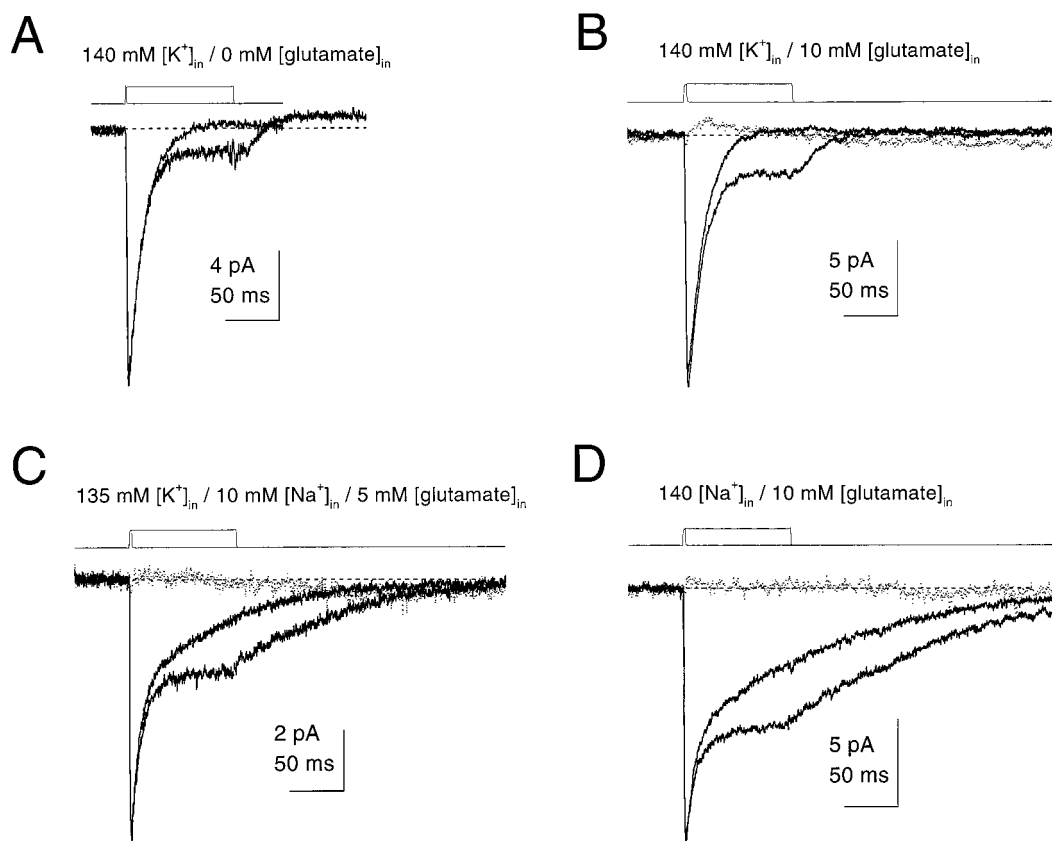 A
140 mM [K⁺]in / 0 mM [glutamate]in
4 pA
50 ms
B
140 mM [K⁺]in / 10 mM [glutamate]in
5 pA
50 ms
C
135 mM [K⁺]in / 10 mM [Na⁺]in / 5 mM [glutamate]in
2 pA
50 ms
D
140 [Na⁺]in / 10 mM [glutamate]in
5 pA
50 ms